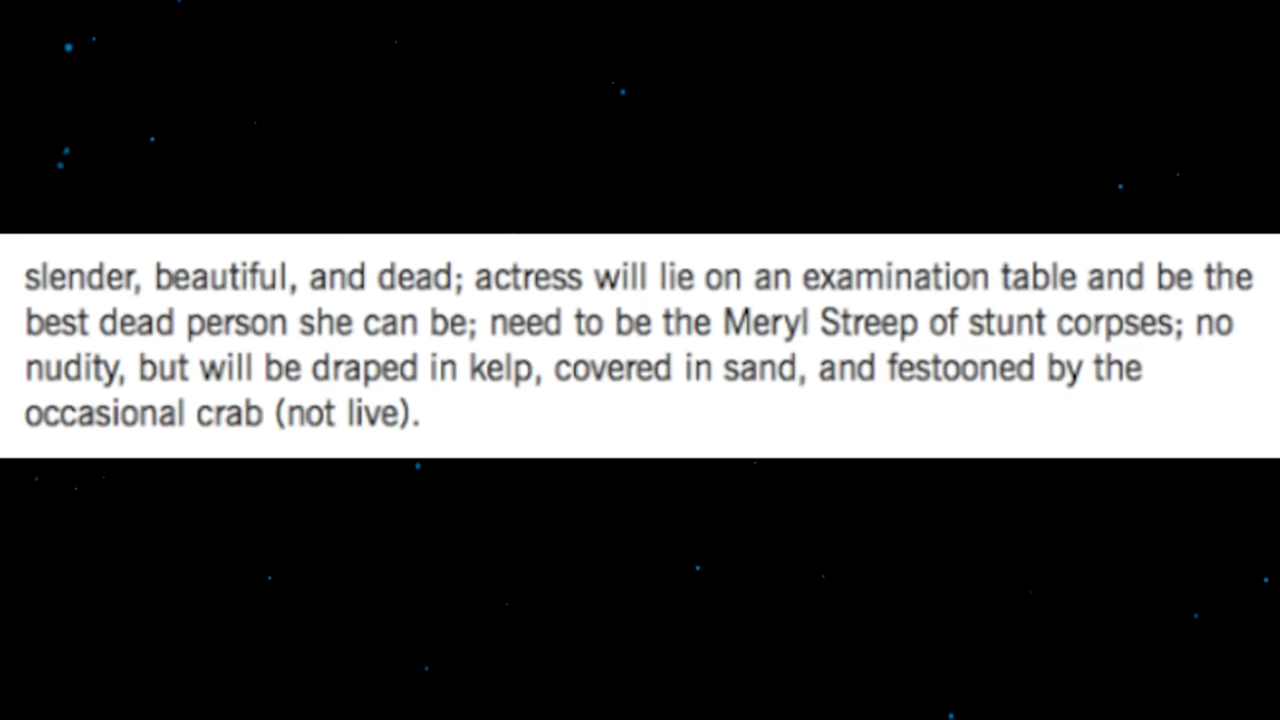 slender, beautiful, and dead; actress will lie on an examination table and be the
best dead person she can be; need to be the Meryl Streep of stunt corpses; no
nudity, but will be draped in kelp, covered in sand, and festooned by the
occasional crab (not live).